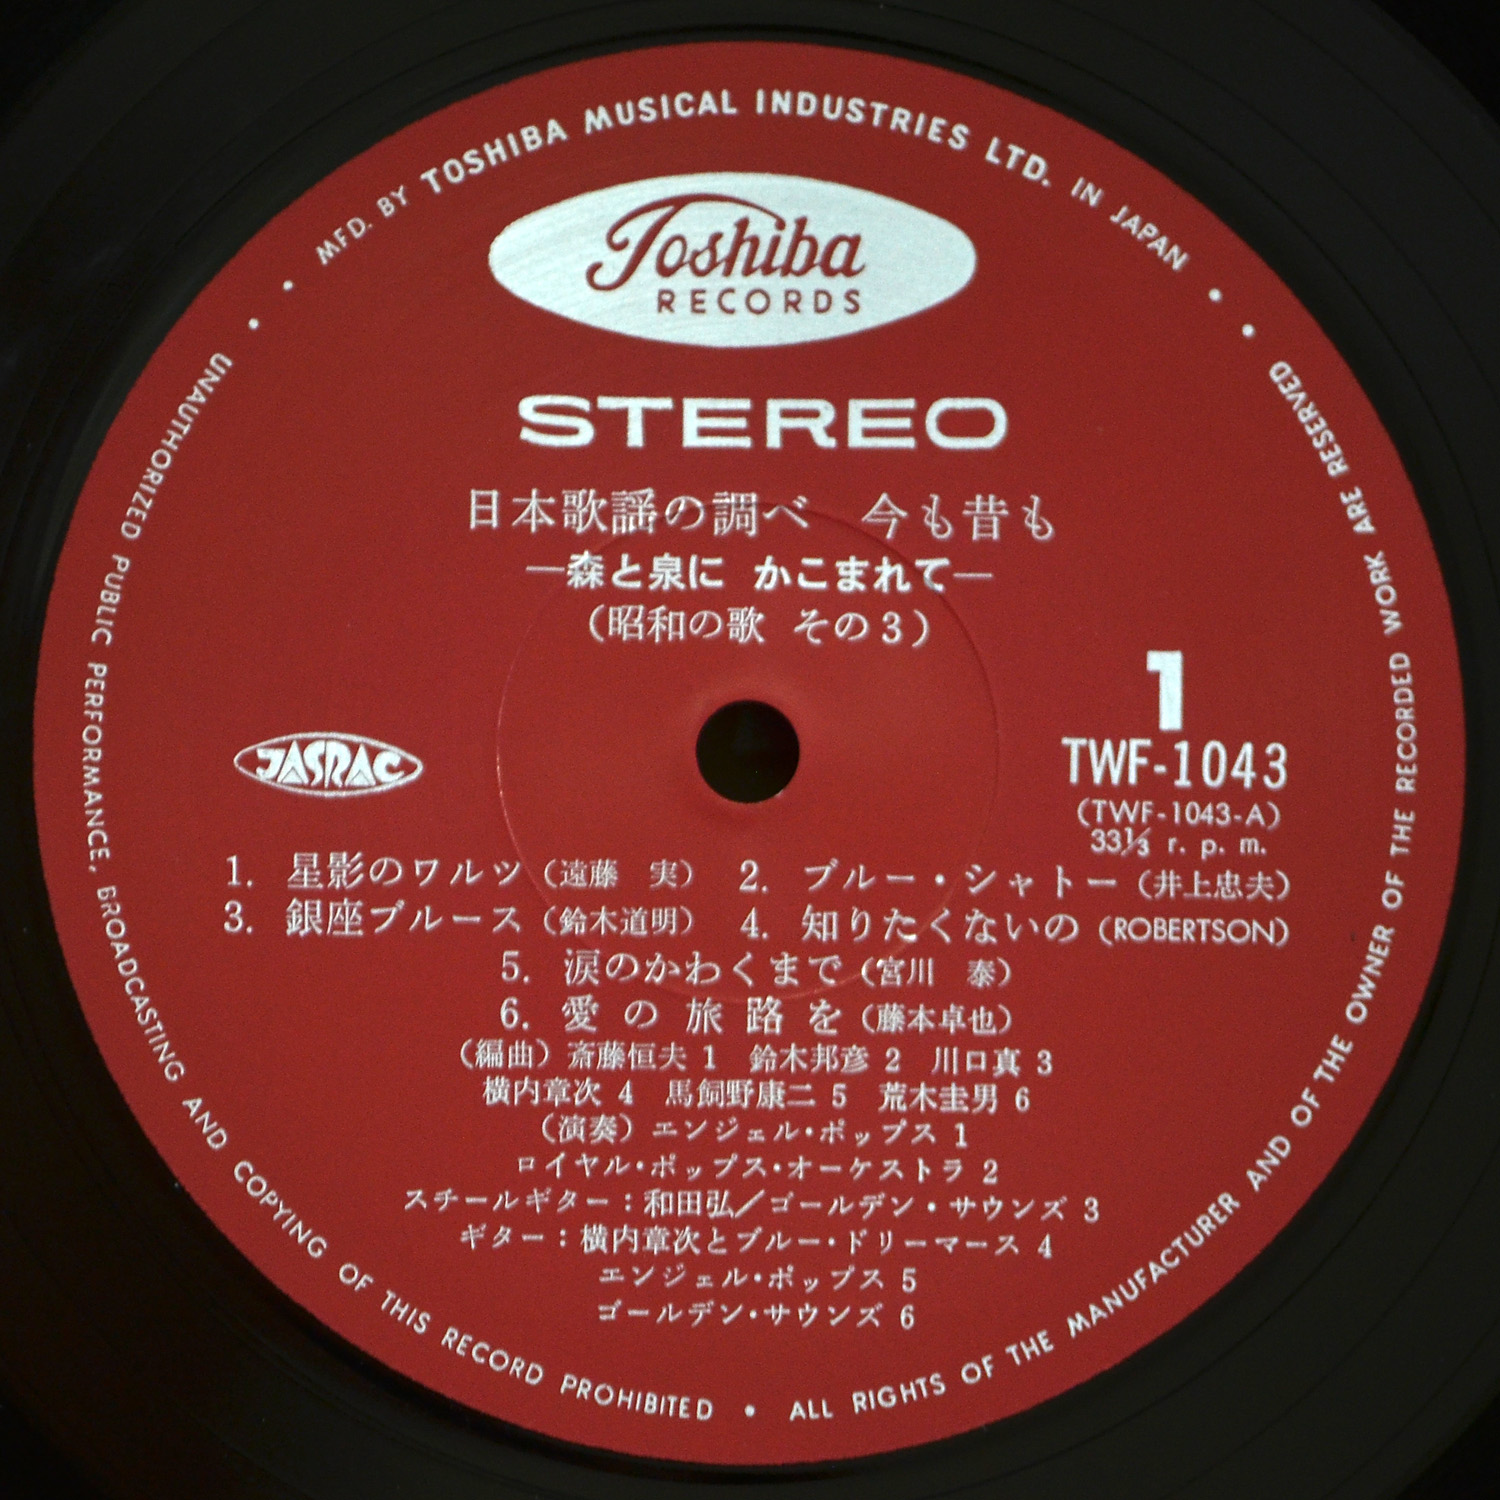 MFD. BY TOSHIBA MUSICAL INDUSTRIES LTD. IN JAPAN
Toshiba
RECORDS
STEREO
日本歌謡の調べ　今も昔も
―森と泉に かこまれて―
(昭和の歌 その3)
1
JASRAC
TWF-1043
(TWF-1043-A)
33⅓ r. p. m.
1. 星影のワルツ(遠藤　実) 2. ブルー・シャトー(井上忠夫)
3. 銀座ブルース(鈴木道明) 4. 知りたくないの(ROBERTSON)
5. 涙のかわくまで(宮川　泰)
6. 愛の旅路を(藤本卓也)
(編曲) 斎藤恒夫 1 鈴木邦彦 2 川口真 3
横内章次 4 馬飼野康二 5 荒木圭男 6
(演奏) エンジェル・ポップス 1
ロイヤル・ポップス・オーケストラ 2
スチールギター:和田弘/ゴールデン・サウンズ 3
ギター:横内章次とブルー・ドリーマース 4
エンジェル・ポップス 5
ゴールデン・サウンズ 6
UNAUTHORIZED PUBLIC PERFORMANCE, BROADCASTING AND COPYING OF THIS RECORD PROHIBITED • ALL RIGHTS OF THE MANUFACTURER AND OF THE OWNER OF THE RECORDED WORK ARE RESERVED